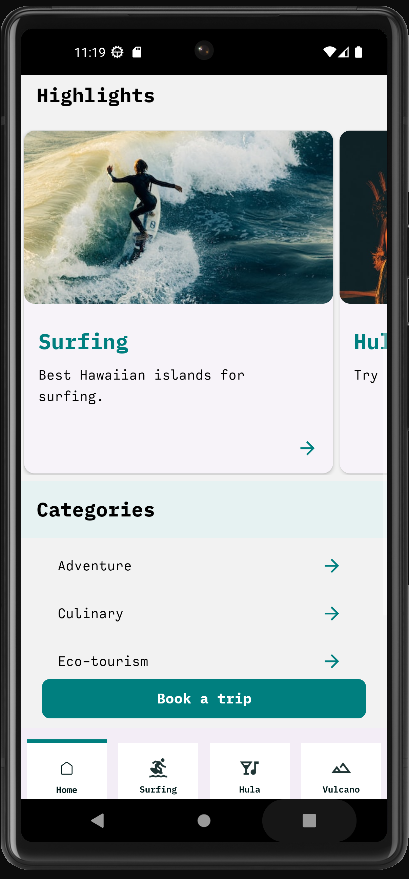 11:19
Highlights
Surfing
Best Hawaiian islands for
surfing.
Try
Categories
Adventure
Culinary
Eco-tourism
Book a trip
Home
Surfing
Hula
Vulcano